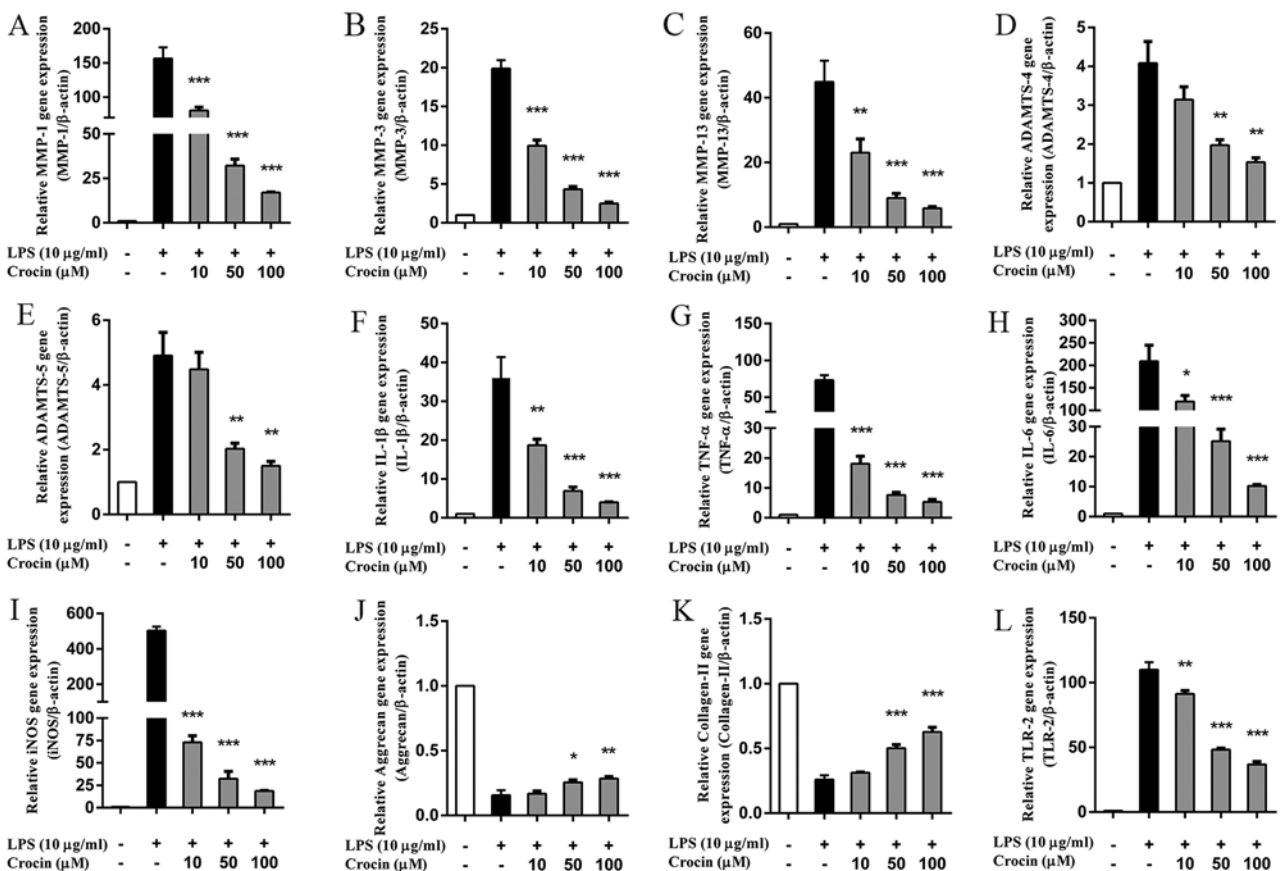 A
Relative MMP-1 gene expression
(MMP-1/β-actin)
200
150
100
50
25
0
***
***
***
LPS (10 μg/ml) - + + + +
Crocin (μM) - - 10 50 100
B
Relative MMP-3 gene expression
(MMP-3/β-actin)
25
20
15
10
5
0
***
***
***
LPS (10 μg/ml) - + + + +
Crocin (μM) - - 10 50 100
C
Relative MMP-13 gene expression
(MMP-13/β-actin)
60
40
20
0
**
***
***
LPS (10 μg/ml) - + + + +
Crocin (μM) - - 10 50 100
D
Relative ADAMTS-4 gene
expression (ADAMTS-4/β-actin)
5
4
3
2
1
0
**
**
LPS (10 μg/ml) - + + + +
Crocin (μM) - - 10 50 100
E
Relative ADAMTS-5 gene
expression (ADAMTS-5/β-actin)
6
4
2
0
**
**
LPS (10 μg/ml) - + + + +
Crocin (μM) - - 10 50 100
F
Relative IL-1β gene expression
(IL-1β/β-actin)
50
40
30
20
10
0
**
***
***
LPS (10 μg/ml) - + + + +
Crocin (μM) - - 10 50 100
G
Relative TNF-α gene expression
(TNF-α/β-actin)
100
75
50
30
20
10
0
***
***
***
LPS (10 μg/ml) - + + + +
Crocin (μM) - - 10 50 100
H
Relative IL-6 gene expression
(IL-6/β-actin)
300
250
200
150
100
30
20
10
0
*
***
***
LPS (10 μg/ml) - + + + +
Crocin (μM) - - 10 50 100
I
Relative iNOS gene expression
(iNOS/β-actin)
600
400
200
100
75
50
25
0
***
***
***
LPS (10 μg/ml) - + + + +
Crocin (μM) - - 10 50 100
J
Relative Aggrecan gene expression
(Aggrecan/β-actin)
1.5
1.0
0.5
0.0
*
**
LPS (10 μg/ml) - + + + +
Crocin (μM) - - 10 50 100
K
Relative Collagen-II gene
expression (Collagen-II/β-actin)
1.5
1.0
0.5
0.0
***
***
LPS (10 μg/ml) - + + + +
Crocin (μM) - - 10 50 100
L
Relative TLR-2 gene expression
(TLR-2/β-actin)
150
100
50
0
**
***
***
LPS (10 μg/ml) - + + + +
Crocin (μM) - - 10 50 100